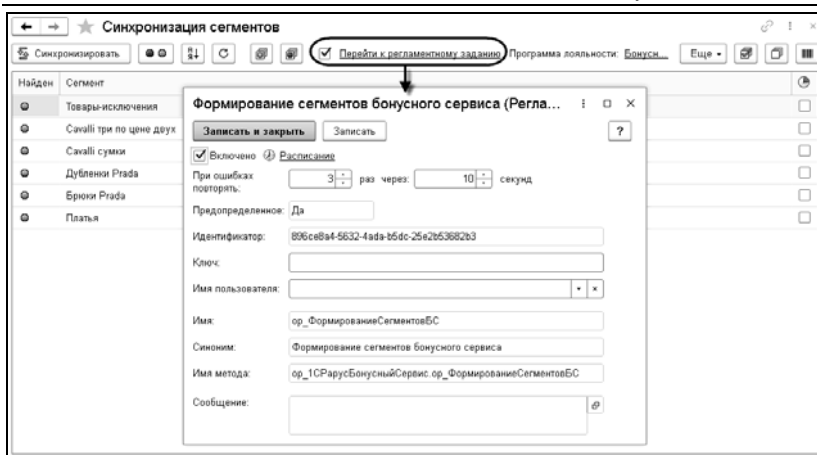 Синхронизация сегментов
Синхронизировать Перейти к регламентному заданию Программа лояльности: Бонусн... Еще
Найден Сегмент
Товары-исключения
Cavalli три по цене двух
Cavalli сумки
Дубленки Prada
Брюки Prada
Платья
Формирование сегментов бонусного сервиса (Регла...
Записать и закрыть Записать ?
Включено Расписание
При ошибках повторять: 3 раз через: 10 секунд
Предопределенное: Да
Идентификатор: 896ce8a4-5632-4ada-b5dc-25e2b53682b3
Ключ:
Имя пользователя:
Имя: ор_ФормированиеСегментовБС
Синоним: Формирование сегментов бонусного сервиса
Имя метода: ор_1СРарусБонусныйСервис.ор_ФормированиеСегментовБС
Сообщение: